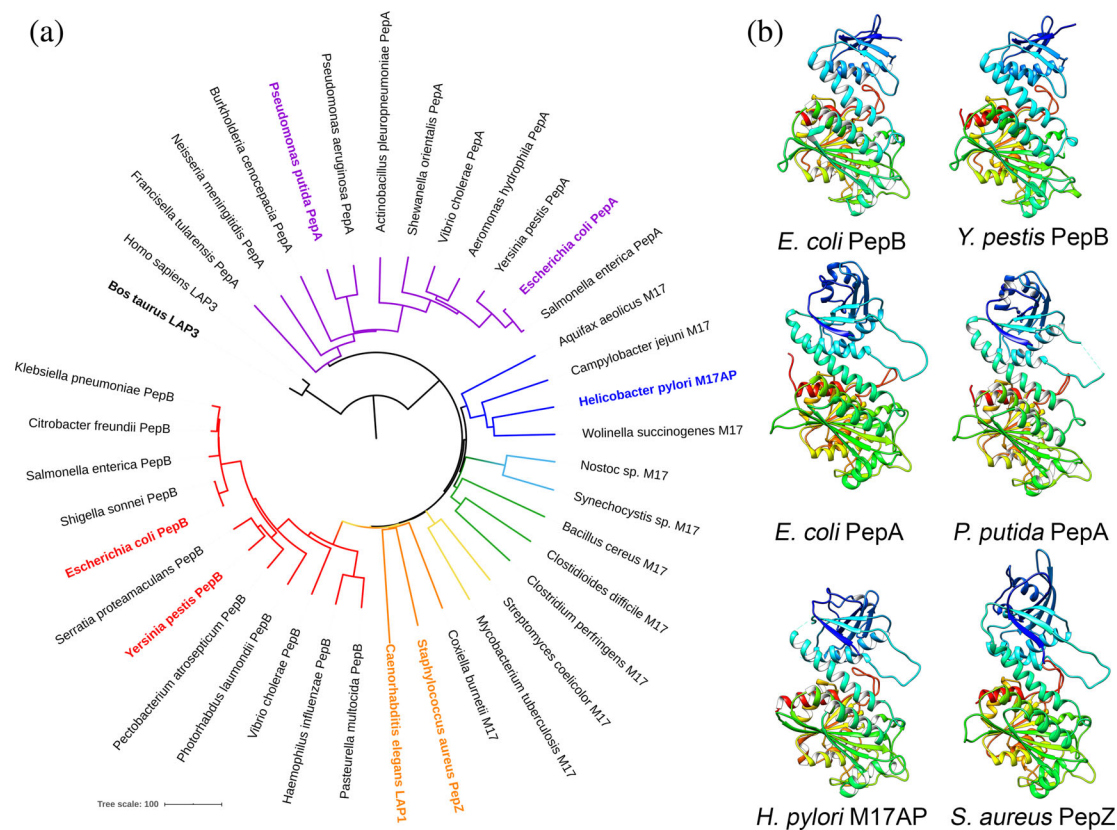 (a)
Bos taurus LAP3
Homo sapiens LAP3
Francisella tularensis PepA
Neisseria meningitidis PepA
Burkholderia cenocepacia PepA
Pseudomonas putida PepA
Pseudomonas aeruginosa PepA
Actinobacillus pleuropneumoniae PepA
Shewanella orientalis PepA
Vibrio cholerae PepA
Aeromonas hydrophila PepA
Yersinia pestis PepA
Escherichia coli PepA
Salmonella enterica PepA
Aquifax aeolicus M17
Campylobacter jejuni M17
Helicobacter pylori M17AP
Wolinella succinogenes M17
Nostoc sp. M17
Synechocystis sp. M17
Bacillus cereus M17
Clostidioides difficile M17
Clostridium perfringens M17
Streptomyces coelicolor M17
Mycobacterium tuberculosis M17
Coxiella burnetii M17
Staphylococcus aureus PepZ
Caenorhabditis elegans LAP1
Pasteurella multocida PepB
Haemophilus influenzae PepB
Vibrio cholerae PepB
Photorhabdus laumondii PepB
Pectobacterium atrosepticum PepB
Yersinia pestis PepB
Serratia proteamaculans PepB
Escherichia coli PepB
Shigella sonnei PepB
Salmonella enterica PepB
Citrobacter freundii PepB
Klebsiella pneumoniae PepB
Tree scale: 100
(b)
E. coli PepB
Y. pestis PepB
E. coli PepA
P. putida PepA
H. pylori M17AP
S. aureus PepZ